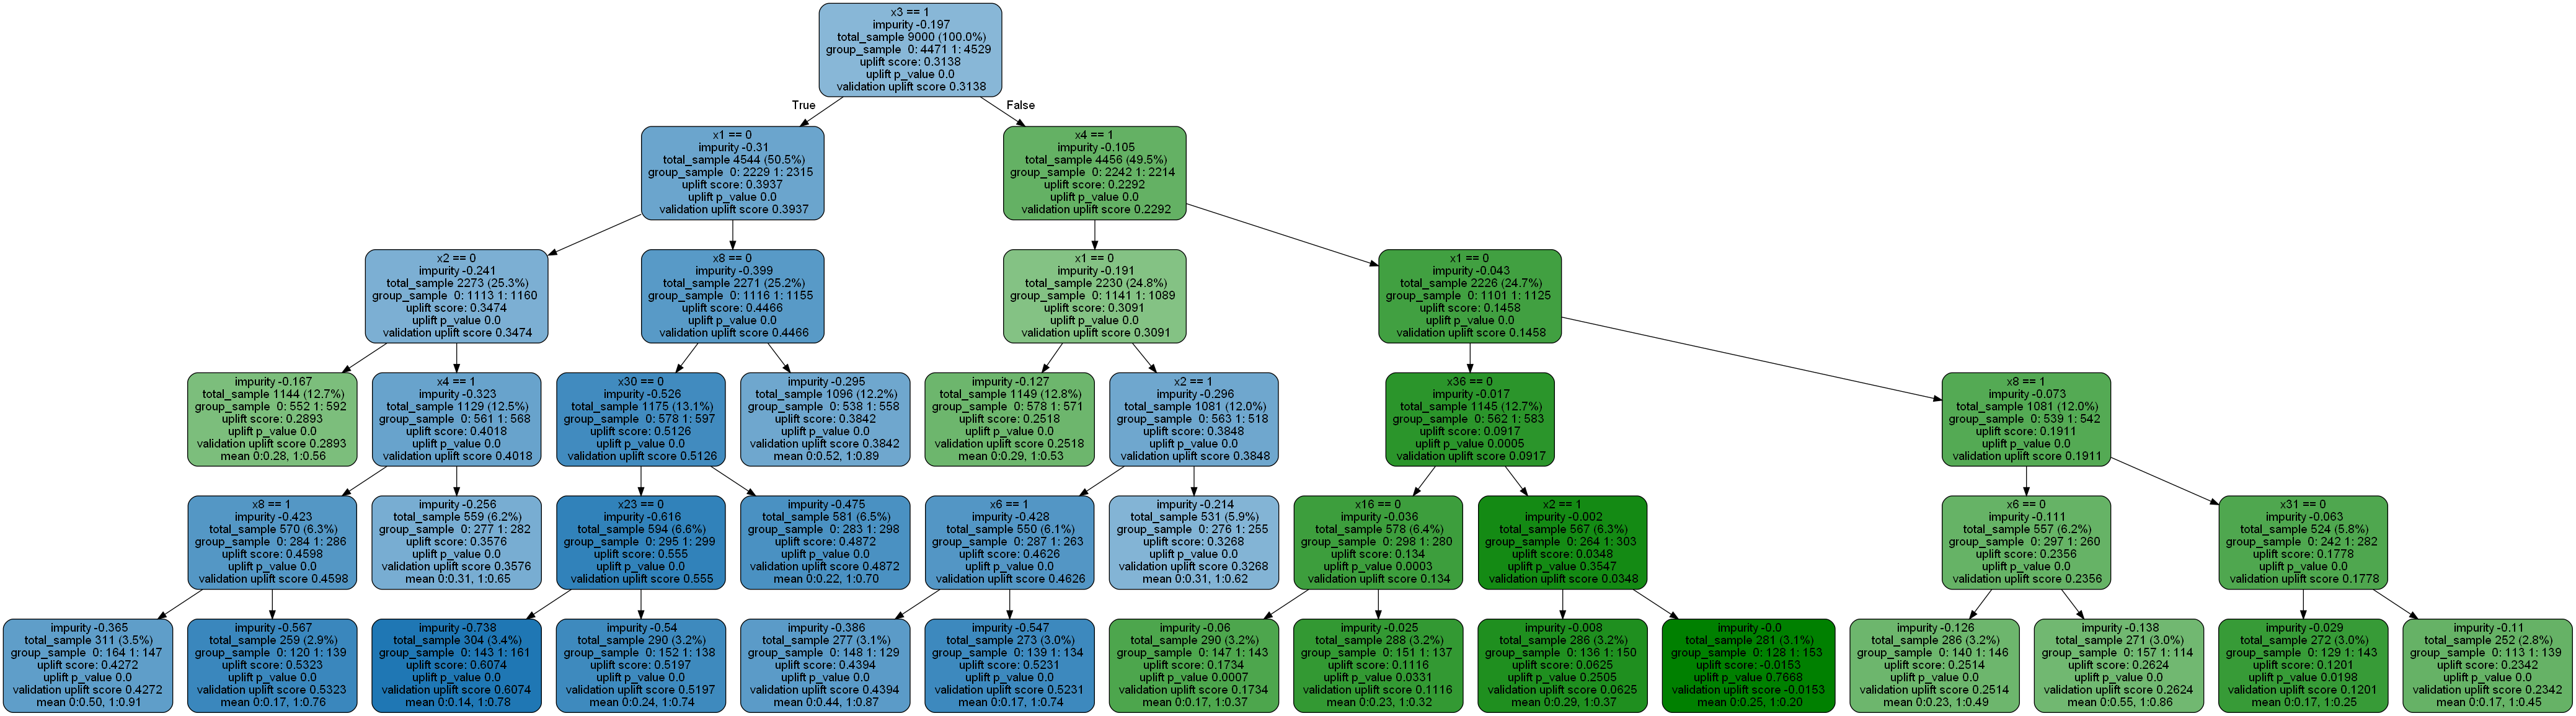 x3 == 1
impurity -0.197
total_sample 9000 (100.0%)
group_sample 0: 4471 1: 4529
uplift score: 0.3138
uplift p_value 0.0
validation uplift score 0.3138
True
False
x1 == 0
impurity -0.31
total_sample 4544 (50.5%)
group_sample 0: 2229 1: 2315
uplift score: 0.3937
uplift p_value 0.0
validation uplift score 0.3937
x4 == 1
impurity -0.105
total_sample 4456 (49.5%)
group_sample 0: 2242 1: 2214
uplift score: 0.2292
uplift p_value 0.0
validation uplift score 0.2292
x2 == 0
impurity -0.241
total_sample 2273 (25.3%)
group_sample 0: 1113 1: 1160
uplift score: 0.3474
uplift p_value 0.0
validation uplift score 0.3474
x8 == 0
impurity -0.399
total_sample 2271 (25.2%)
group_sample 0: 1116 1: 1155
uplift score: 0.4466
uplift p_value 0.0
validation uplift score 0.4466
x1 == 0
impurity -0.191
total_sample 2230 (24.8%)
group_sample 0: 1141 1: 1089
uplift score: 0.3091
uplift p_value 0.0
validation uplift score 0.3091
x1 == 0
impurity -0.043
total_sample 2226 (24.7%)
group_sample 0: 1101 1: 1125
uplift score: 0.1458
uplift p_value 0.0
validation uplift score 0.1458
impurity -0.167
total_sample 1144 (12.7%)
group_sample 0: 552 1: 592
uplift score: 0.2893
uplift p_value 0.0
validation uplift score 0.2893
mean 0:0.28, 1:0.56
x4 == 1
impurity -0.323
total_sample 1129 (12.5%)
group_sample 0: 561 1: 568
uplift score: 0.4018
uplift p_value 0.0
validation uplift score 0.4018
x30 == 0
impurity -0.526
total_sample 1175 (13.1%)
group_sample 0: 578 1: 597
uplift score: 0.5126
uplift p_value 0.0
validation uplift score 0.5126
impurity -0.295
total_sample 1096 (12.2%)
group_sample 0: 538 1: 558
uplift score: 0.3842
uplift p_value 0.0
validation uplift score 0.3842
mean 0:0.52, 1:0.89
impurity -0.127
total_sample 1149 (12.8%)
group_sample 0: 578 1: 571
uplift score: 0.2518
uplift p_value 0.0
validation uplift score 0.2518
mean 0:0.29, 1:0.53
x2 == 1
impurity -0.296
total_sample 1081 (12.0%)
group_sample 0: 563 1: 518
uplift score: 0.3848
uplift p_value 0.0
validation uplift score 0.3848
x36 == 0
impurity -0.017
total_sample 1145 (12.7%)
group_sample 0: 562 1: 583
uplift score: 0.0917
uplift p_value 0.0005
validation uplift score 0.0917
x8 == 1
impurity -0.073
total_sample 1081 (12.0%)
group_sample 0: 539 1: 542
uplift score: 0.1911
uplift p_value 0.0
validation uplift score 0.1911
x8 == 1
impurity -0.423
total_sample 570 (6.3%)
group_sample 0: 284 1: 286
uplift score: 0.4598
uplift p_value 0.0
validation uplift score 0.4598
impurity -0.256
total_sample 559 (6.2%)
group_sample 0: 277 1: 282
uplift score: 0.3576
uplift p_value 0.0
validation uplift score 0.3576
mean 0:0.31, 1:0.65
x23 == 0
impurity -0.616
total_sample 594 (6.6%)
group_sample 0: 295 1: 299
uplift score: 0.555
uplift p_value 0.0
validation uplift score 0.555
impurity -0.475
total_sample 581 (6.5%)
group_sample 0: 283 1: 298
uplift score: 0.4872
uplift p_value 0.0
validation uplift score 0.4872
mean 0:0.22, 1:0.70
x6 == 1
impurity -0.428
total_sample 550 (6.1%)
group_sample 0: 287 1: 263
uplift score: 0.4626
uplift p_value 0.0
validation uplift score 0.4626
impurity -0.214
total_sample 531 (5.9%)
group_sample 0: 276 1: 255
uplift score: 0.3268
uplift p_value 0.0
validation uplift score 0.3268
mean 0:0.31, 1:0.62
x16 == 0
impurity -0.036
total_sample 578 (6.4%)
group_sample 0: 298 1: 280
uplift score: 0.134
uplift p_value 0.0003
validation uplift score 0.134
x2 == 1
impurity -0.002
total_sample 567 (6.3%)
group_sample 0: 264 1: 303
uplift score: 0.0348
uplift p_value 0.3547
validation uplift score 0.0348
x6 == 0
impurity -0.111
total_sample 557 (6.2%)
group_sample 0: 297 1: 260
uplift score: 0.2356
uplift p_value 0.0
validation uplift score 0.2356
x31 == 0
impurity -0.063
total_sample 524 (5.8%)
group_sample 0: 242 1: 282
uplift score: 0.1778
uplift p_value 0.0
validation uplift score 0.1778
impurity -0.365
total_sample 311 (3.5%)
group_sample 0: 164 1: 147
uplift score: 0.4272
uplift p_value 0.0
validation uplift score 0.4272
mean 0:0.50, 1:0.91
impurity -0.567
total_sample 259 (2.9%)
group_sample 0: 120 1: 139
uplift score: 0.5323
uplift p_value 0.0
validation uplift score 0.5323
mean 0:0.17, 1:0.76
impurity -0.738
total_sample 304 (3.4%)
group_sample 0: 143 1: 161
uplift score: 0.6074
uplift p_value 0.0
validation uplift score 0.6074
mean 0:0.14, 1:0.78
impurity -0.54
total_sample 290 (3.2%)
group_sample 0: 152 1: 138
uplift score: 0.5197
uplift p_value 0.0
validation uplift score 0.5197
mean 0:0.24, 1:0.74
impurity -0.386
total_sample 277 (3.1%)
group_sample 0: 148 1: 129
uplift score: 0.4394
uplift p_value 0.0
validation uplift score 0.4394
mean 0:0.44, 1:0.87
impurity -0.547
total_sample 273 (3.0%)
group_sample 0: 139 1: 134
uplift score: 0.5231
uplift p_value 0.0
validation uplift score 0.5231
mean 0:0.17, 1:0.74
impurity -0.06
total_sample 290 (3.2%)
group_sample 0: 147 1: 143
uplift score: 0.1734
uplift p_value 0.0007
validation uplift score 0.1734
mean 0:0.17, 1:0.37
impurity -0.025
total_sample 288 (3.2%)
group_sample 0: 151 1: 137
uplift score: 0.1116
uplift p_value 0.0331
validation uplift score 0.1116
mean 0:0.23, 1:0.32
impurity -0.008
total_sample 286 (3.2%)
group_sample 0: 136 1: 150
uplift score: 0.0625
uplift p_value 0.2505
validation uplift score 0.0625
mean 0:0.29, 1:0.37
impurity -0.0
total_sample 281 (3.1%)
group_sample 0: 128 1: 153
uplift score: -0.0153
uplift p_value 0.7668
validation uplift score -0.0153
mean 0:0.25, 1:0.20
impurity -0.126
total_sample 286 (3.2%)
group_sample 0: 140 1: 146
uplift score: 0.2514
uplift p_value 0.0
validation uplift score 0.2514
mean 0:0.23, 1:0.49
impurity -0.138
total_sample 271 (3.0%)
group_sample 0: 157 1: 114
uplift score: 0.2624
uplift p_value 0.0
validation uplift score 0.2624
mean 0:0.55, 1:0.86
impurity -0.029
total_sample 272 (3.0%)
group_sample 0: 129 1: 143
uplift score: 0.1201
uplift p_value 0.0198
validation uplift score 0.1201
mean 0:0.17, 1:0.25
impurity -0.11
total_sample 252 (2.8%)
group_sample 0: 113 1: 139
uplift score: 0.2342
uplift p_value 0.0
validation uplift score 0.2342
mean 0:0.17, 1:0.45